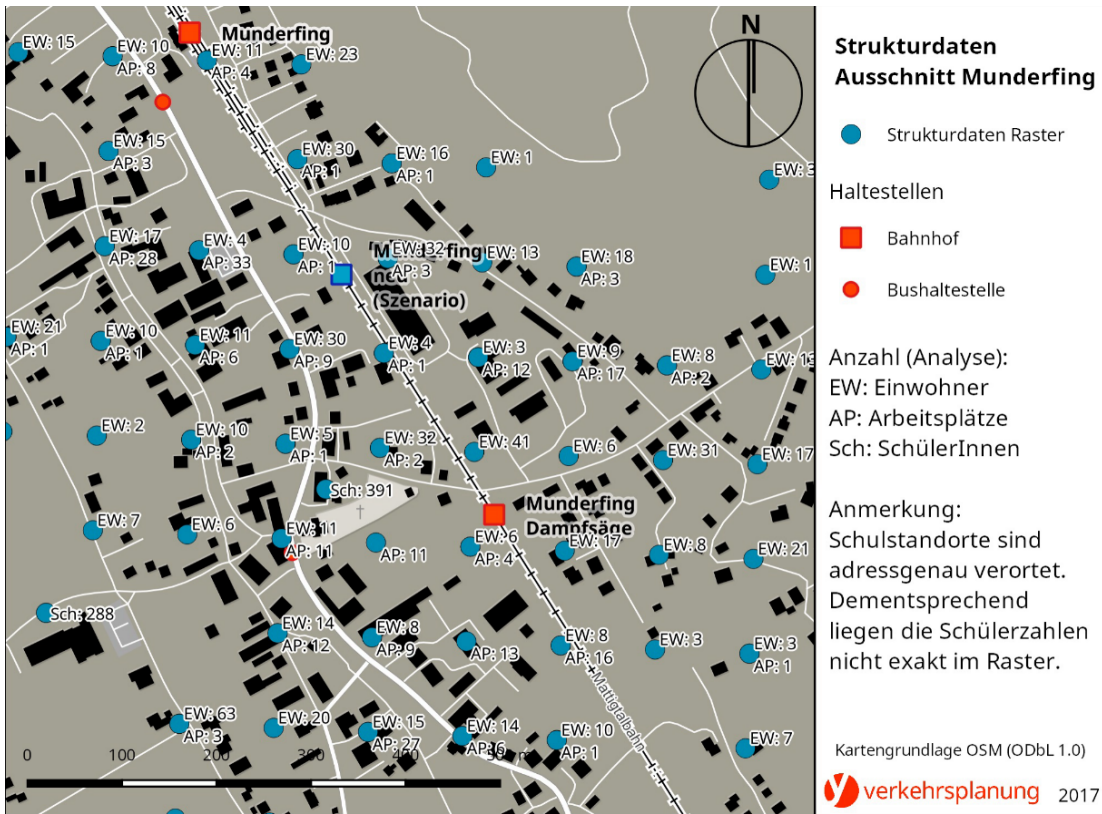 Munderfing
EW: 15
EW: 10
AP: 8
EW: 11
AP: 4
EW: 23
EW: 15
AP: 3
EW: 30
AP: 1
EW: 16
AP: 1
EW: 1
EW: 3
EW: 17
AP: 28
EW: 4
AP: 33
EW: 10
AP: 1
Munderfing
neu
(Szenario)
EW: 32
AP: 3
EW: 13
EW: 18
AP: 3
EW: 1
EW: 21
AP: 1
EW: 10
AP: 1
EW: 11
AP: 6
EW: 30
AP: 9
EW: 4
AP: 1
EW: 3
AP: 12
EW: 9
AP: 17
EW: 8
AP: 2
EW: 13
EW: 2
EW: 10
AP: 2
EW: 5
AP: 1
EW: 32
AP: 2
EW: 41
EW: 6
EW: 31
EW: 17
Sch: 391
Munderfing
Dampfsäge
EW: 7
EW: 6
EW: 11
AP: 11
AP: 11
EW: 6
AP: 4
EW: 17
EW: 8
EW: 21
Sch: 288
EW: 14
AP: 12
EW: 8
AP: 9
AP: 13
EW: 8
AP: 16
EW: 3
EW: 3
AP: 1
Mattigtalbahn
EW: 63
AP: 3
EW: 20
EW: 15
AP: 27
EW: 14
EW: 10
AP: 1
EW: 7
0 100 200
N
Strukturdaten
Ausschnitt Munderfing
Strukturdaten Raster
Haltestellen
Bahnhof
Bushaltestelle
Anzahl (Analyse):
EW: Einwohner
AP: Arbeitsplätze
Sch: SchülerInnen
Anmerkung:
Schulstandorte sind
adressgenau verortet.
Dementsprechend
liegen die Schülerzahlen
nicht exakt im Raster.
Kartengrundlage OSM (ODbL 1.0)
verkehrsplanung 2017